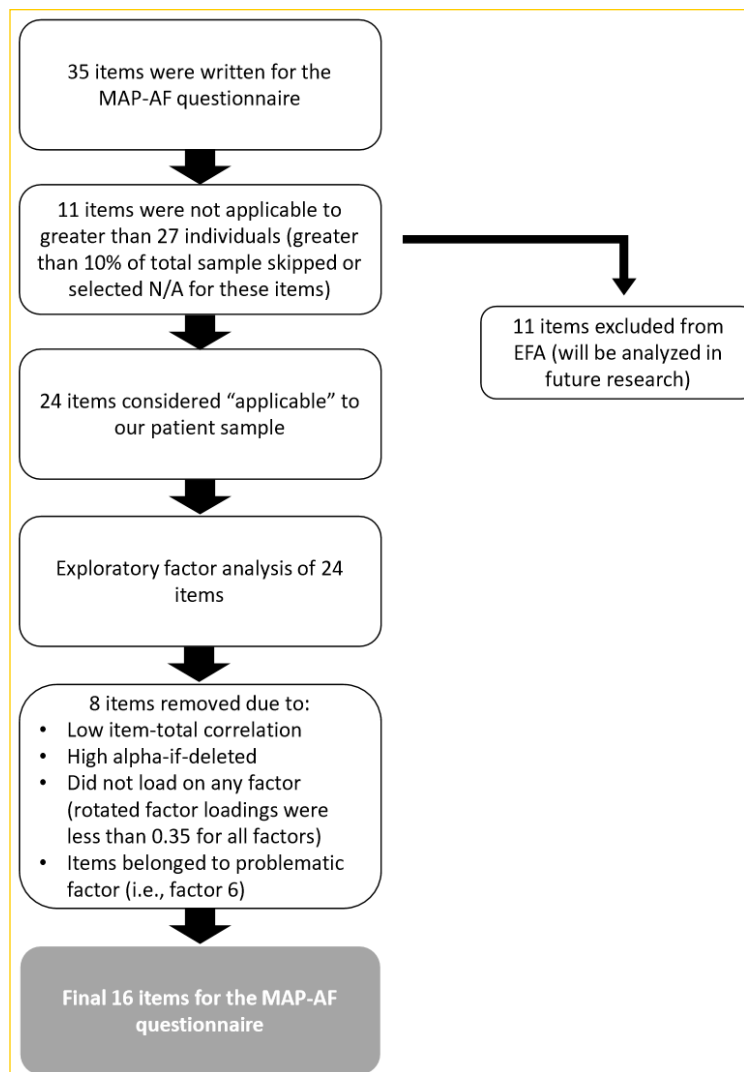 35 items were written for the
MAP-AF questionnaire
11 items were not applicable to
greater than 27 individuals (greater
than 10% of total sample skipped or
selected N/A for these items)
11 items excluded from
EFA (will be analyzed in
future research)
24 items considered “applicable” to
our patient sample
Exploratory factor analysis of 24
items
8 items removed due to:
• Low item-total correlation
• High alpha-if-deleted
• Did not load on any factor
(rotated factor loadings were
less than 0.35 for all factors)
• Items belonged to problematic
factor (i.e., factor 6)
Final 16 items for the MAP-AF
questionnaire